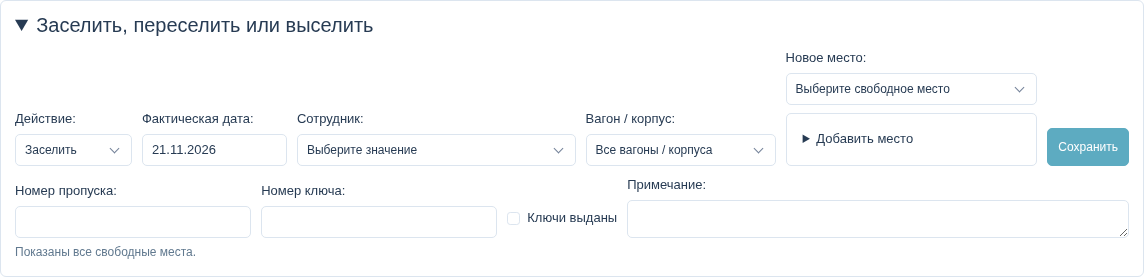 Заселить, переселить или выселить
Новое место:
Выберите свободное место
Действие:
Фактическая дата:
Сотрудник:
Вагон / корпус:
Заселить
21.11.2026
Выберите значение
Все вагоны / корпуса
Добавить место
Сохранить
Номер пропуска:
Номер ключа:
Ключи выданы
Примечание:
Показаны все свободные места.